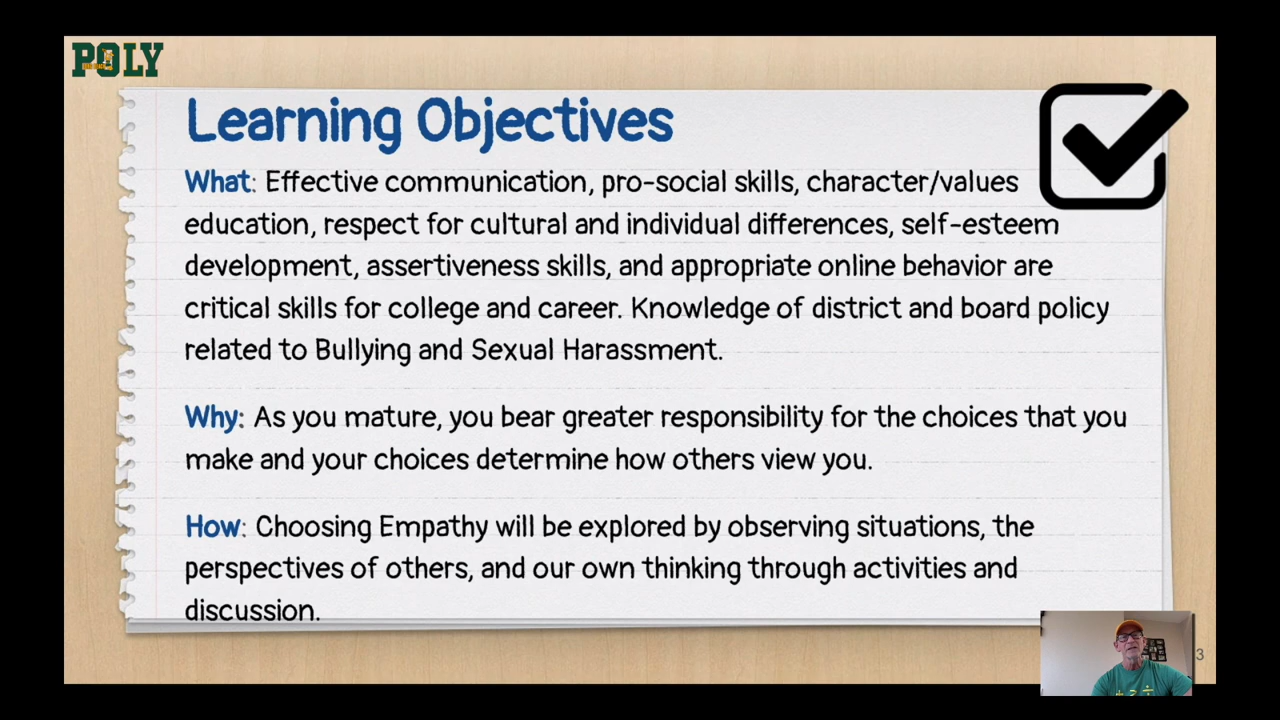 POLY
Learning Objectives
What: Effective communication, pro-social skills, character/values
education, respect for cultural and individual differences, self-esteem
development, assertiveness skills, and appropriate online behavior are
critical skills for college and career. Knowledge of district and board policy
related to Bullying and Sexual Harassment.
Why: As you mature, you bear greater responsibility for the choices that you
make and your choices determine how others view you.
How: Choosing Empathy will be explored by observing situations, the
perspectives of others, and our own thinking through activities and
discussion.
3